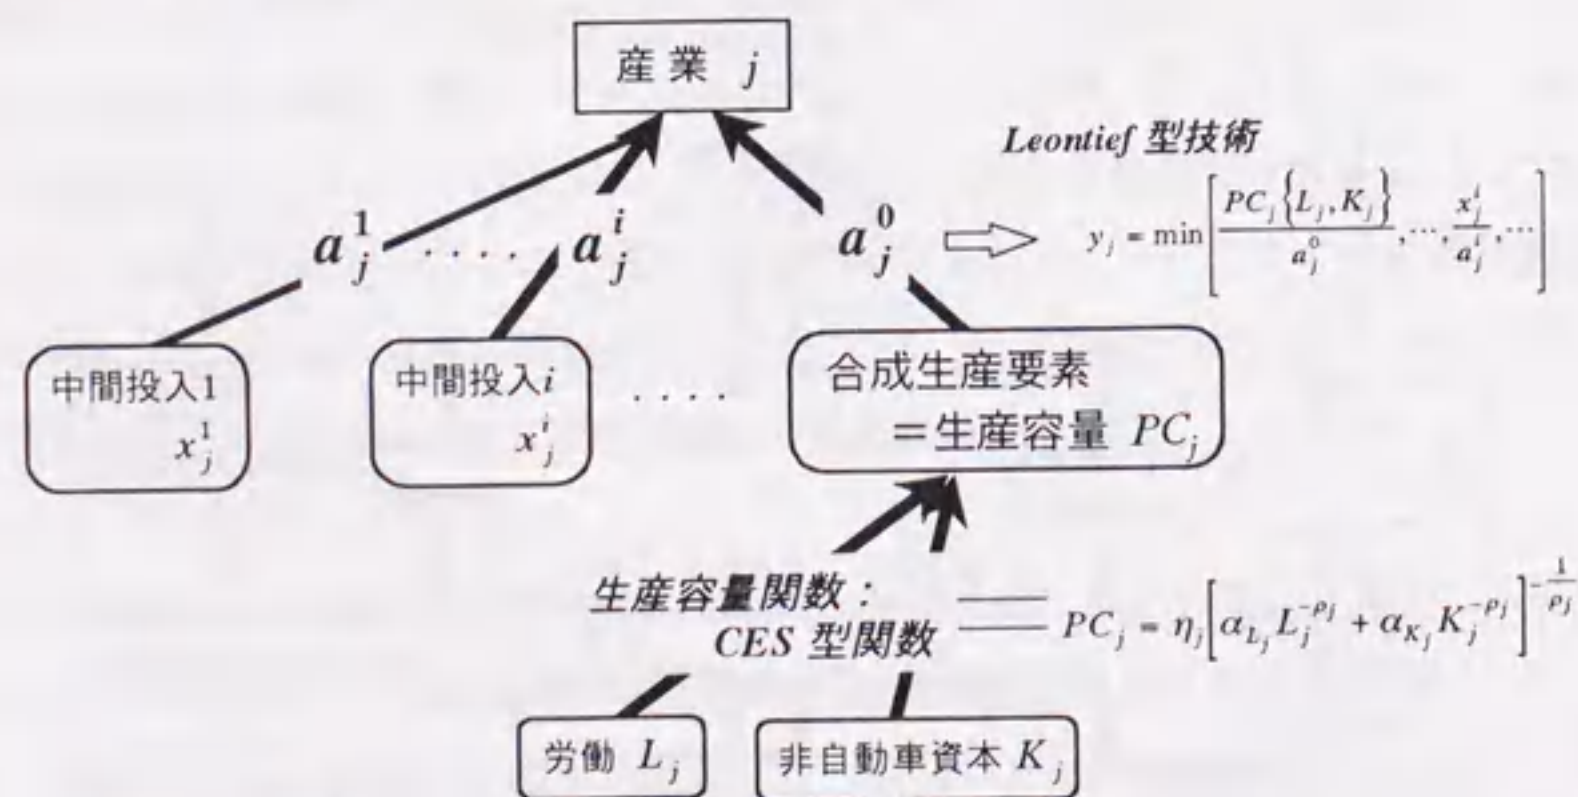 産業 j
Leontief 型技術
a_j^1 .... a_j^i a_j^0 ⇨ y_j = min[PC_j{L_j, K_j}/a_j^0, …, x_j^i/a_j^i, …]
中間投入1
x_j^1
中間投入i
x_j^i
....
合成生産要素
=生産容量 PC_j
生産容量関数:
CES 型関数
PC_j = η_j[α_{L_j} L_j^{-ρ_j} + α_{K_j} K_j^{-ρ_j}]^{-1/ρ_j}
労働 L_j
非自動車資本 K_j